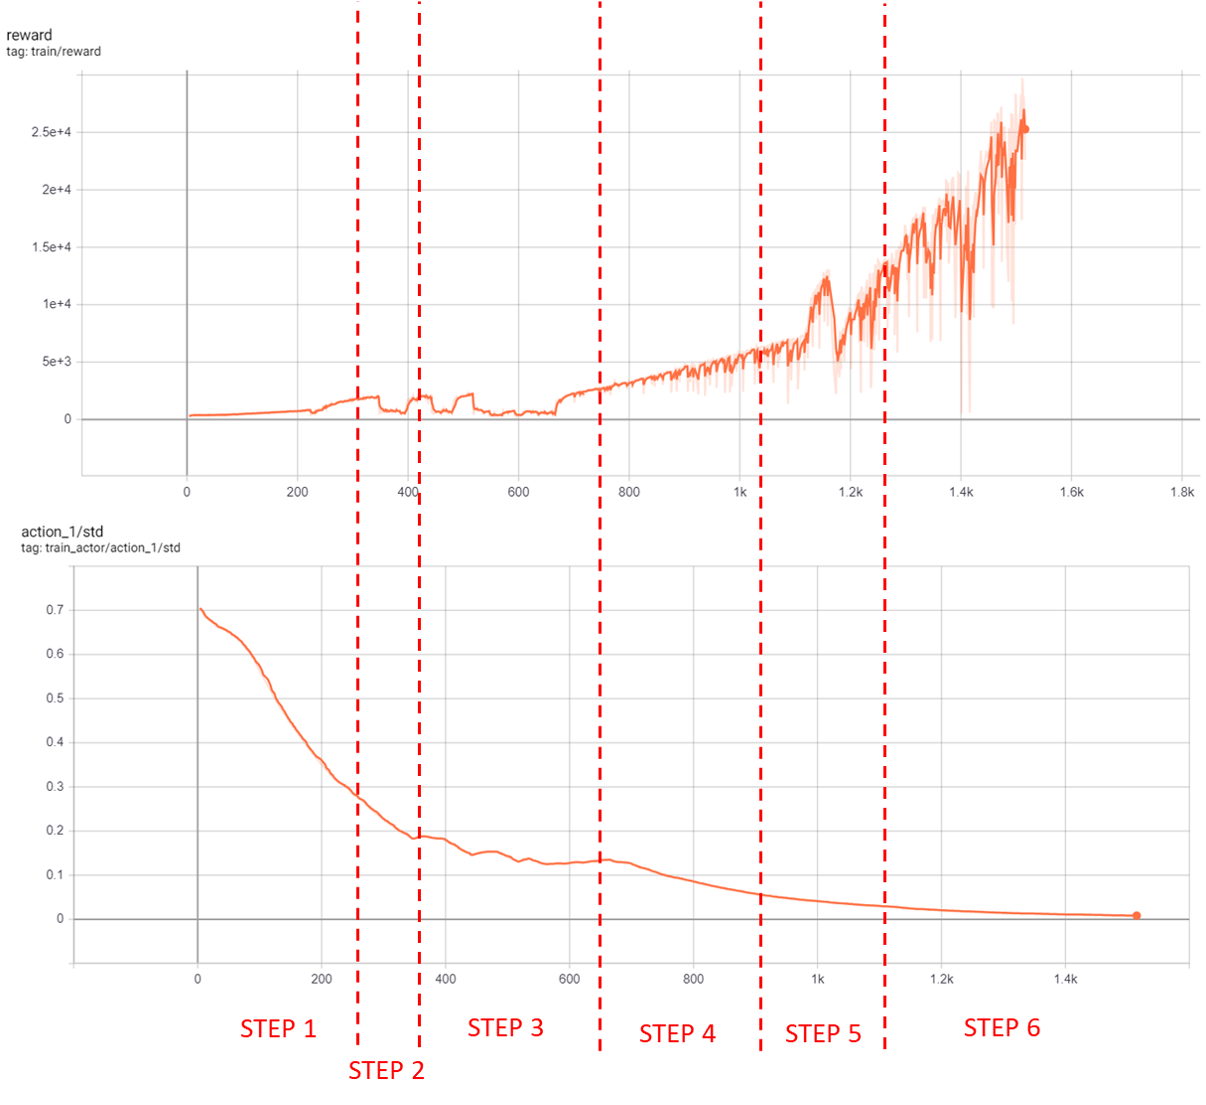 reward
tag: train/reward
2.5e+4
2e+4
1.5e+4
1e+4
5e+3
0
0 200 400 600 800 1k 1.2k 1.4k 1.6k 1.8k
action_1/std
tag: train_actor/action_1/std
0.7
0.6
0.5
0.4
0.3
0.2
0.1
0
0 200 400 600 800 1k 1.2k 1.4k
STEP 1 STEP 3 STEP 4 STEP 5 STEP 6
STEP 2